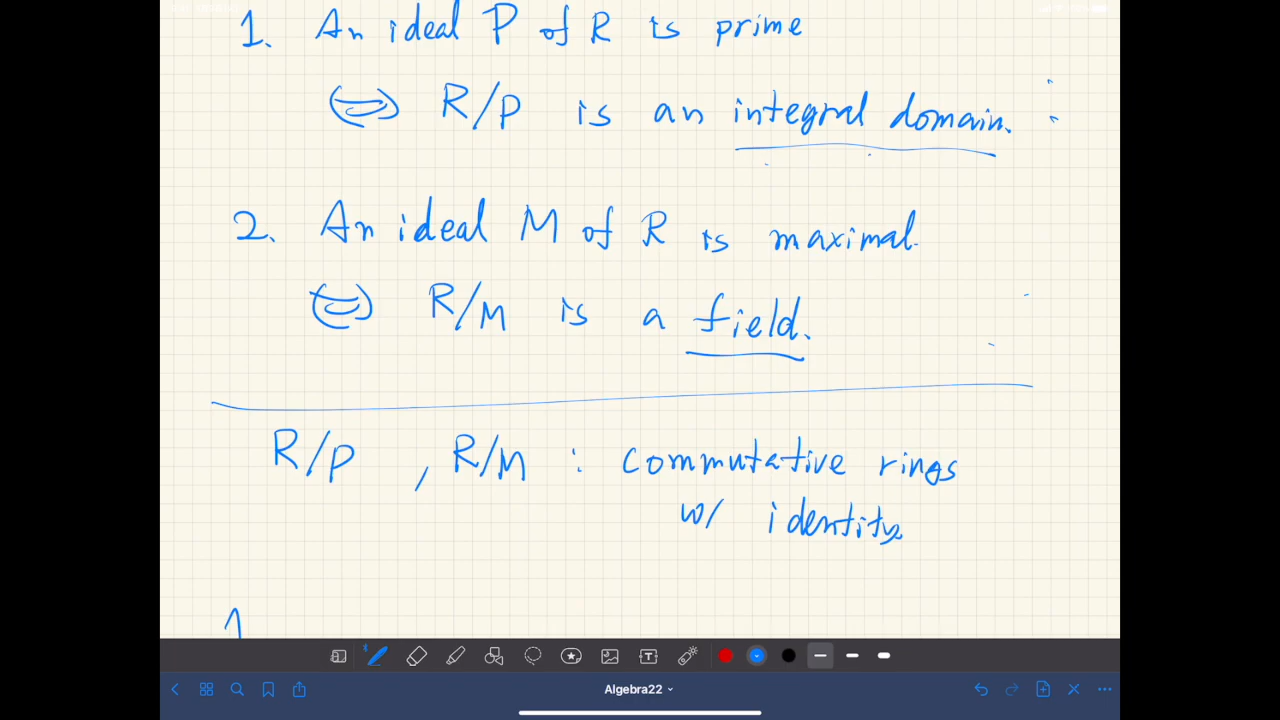 1. An ideal P of R is prime
⟺ R/P is an integral domain.
2. An ideal M of R is maximal.
⟺ R/M is a field.
R/P , R/M : commutative rings
w/ identity
1
Algebra22